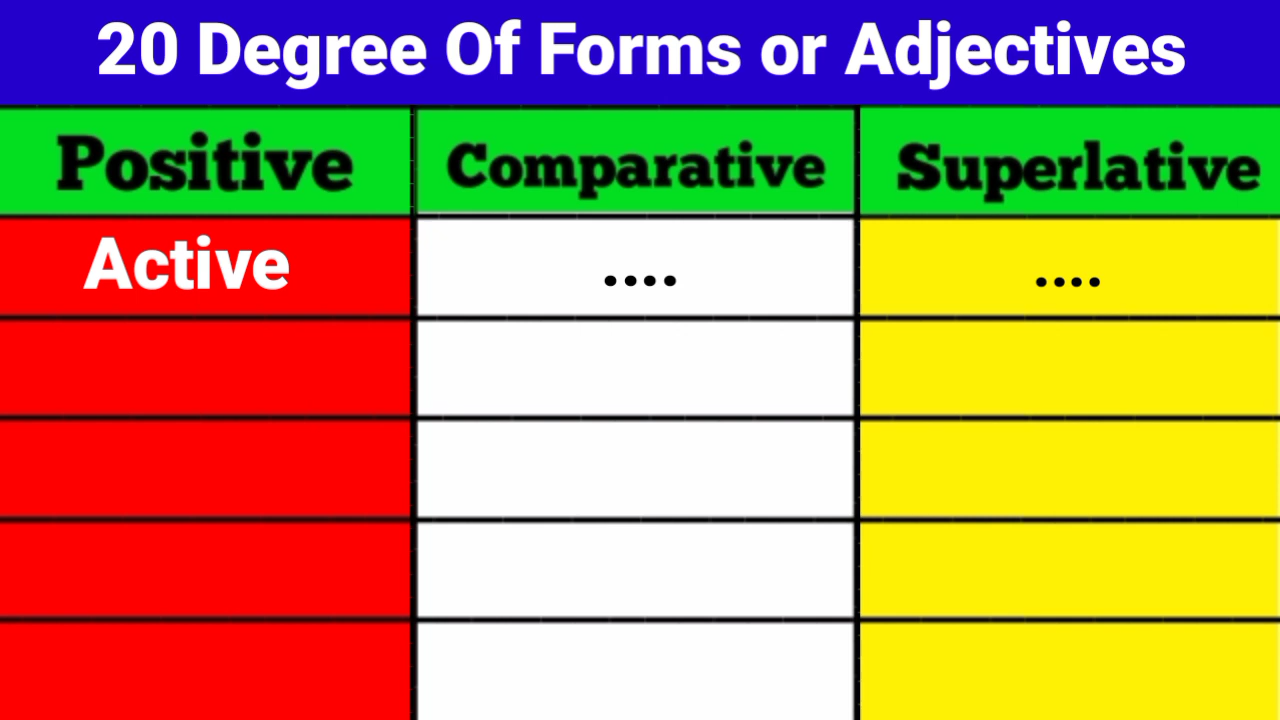 20 Degree Of Forms or Adjectives
Positive Comparative Superlative
Active .... ....